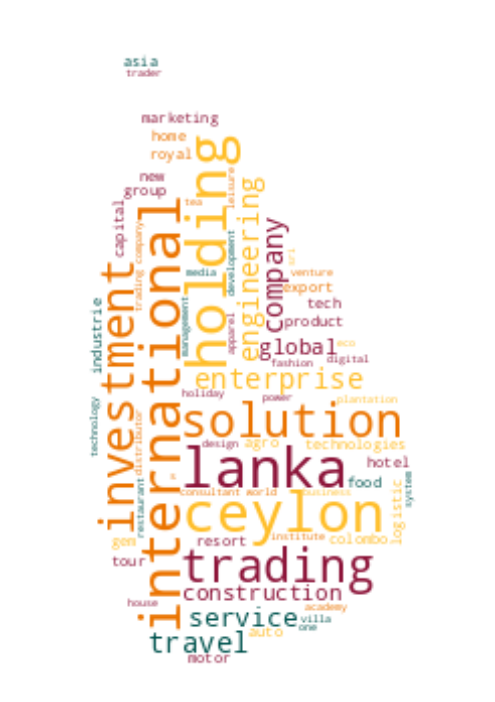 asia
trader
marketing
home
royal
holding
new
group
leisure
tea
engineering
capital
international
company
trading company
development
sri
media
investment
venture
export
industrie
management
tech
apparel
product
global
eco
fashion
digital
enterprise
holiday
power
plantation
technology
solution
distributor
design
agro
technologies
lanka
hotel
s
restaurant
food
system
consultant
world
business
logistic
ceylon
gem
resort
institute
colombo
tour
trading
construction
house
academy
service
villa
one
auto
travel
motor